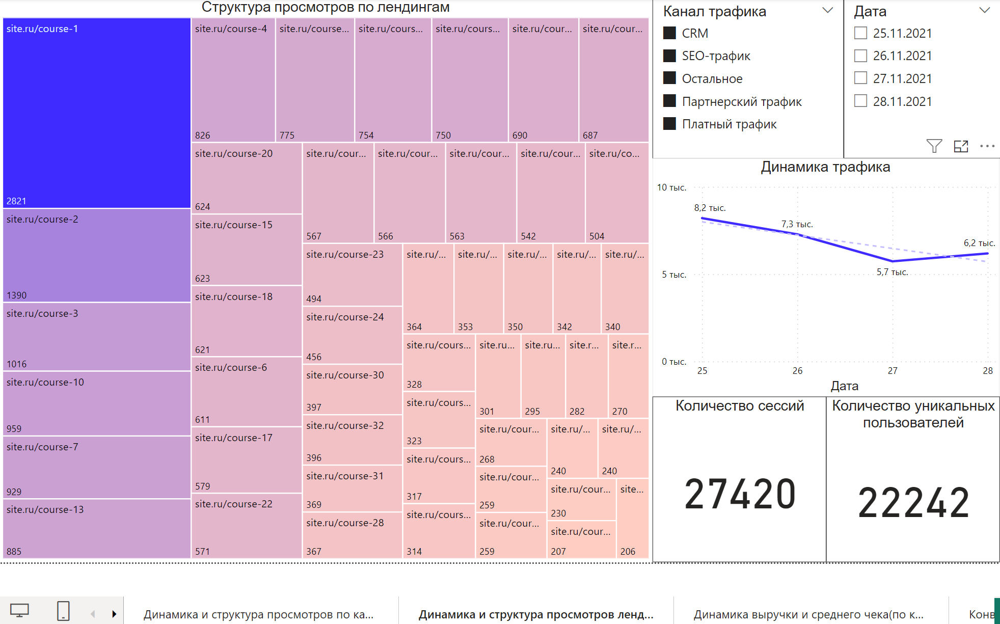 Структура просмотров по лендингам
site.ru/course-1
2821
site.ru/course-2
1390
site.ru/course-3
1016
site.ru/course-10
959
site.ru/course-7
929
site.ru/course-13
885
site.ru/course-4
826
site.ru/course...
775
site.ru/cours...
754
site.ru/cours...
750
site.ru/cour...
690
site.ru/cour...
687
site.ru/course-20
624
site.ru/course-15
623
site.ru/course-18
621
site.ru/course-6
611
site.ru/course-17
579
site.ru/course-22
571
site.ru/cour...
567
site.ru/cour...
566
site.ru/cour...
563
site.ru/cour...
542
site.ru/co...
504
site.ru/course-23
494
site.ru/course-24
456
site.ru/course-30
397
site.ru/course-32
396
site.ru/course-31
369
site.ru/course-28
367
site.ru/...
364
site.ru/...
353
site.ru/...
350
site.ru/...
342
site.ru/...
340
site.ru/cours...
328
site.ru/cours...
323
site.ru/cours...
317
site.ru/cours...
314
site.ru...
301
site.ru...
295
site.r...
282
site.r...
270
site.ru/cour...
268
site.ru/cour...
259
site.ru/cour...
259
site.ru/...
240
site.ru/...
240
site.ru/cour...
230
site.ru/cour...
207
site...
206
Канал трафика
CRM
SEO-трафик
Остальное
Партнерский трафик
Платный трафик
Дата
25.11.2021
26.11.2021
27.11.2021
28.11.2021
Динамика трафика
10 тыс.
5 тыс.
0 тыс.
8,2 тыс.
7,3 тыс.
5,7 тыс.
6,2 тыс.
25
26
27
28
Дата
Количество сессий
27420
Количество уникальных
пользователей
22242
Динамика и структура просмотров по ка...
Динамика и структура просмотров ленд...
Динамика выручки и среднего чека(по к...
Конв